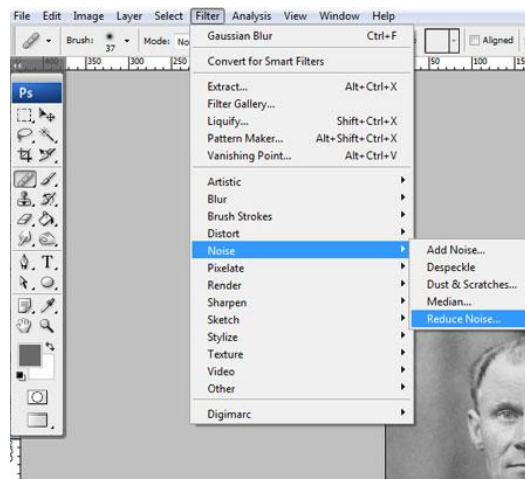 File Edit Image Layer Select Filter Analysis View Window Help
Brush: 37 Mode: No Aligned
400 350 300 250 50 100
Ps
Gaussian Blur Ctrl+F
Convert for Smart Filters
Extract... Alt+Ctrl+X
Filter Gallery...
Liquify... Shift+Ctrl+X
Pattern Maker... Alt+Shift+Ctrl+X
Vanishing Point... Alt+Ctrl+V
Artistic
Blur
Brush Strokes
Distort
Noise
Pixelate
Render
Sharpen
Sketch
Stylize
Texture
Video
Other
Digimarc
Add Noise...
Despeckle
Dust & Scratches...
Median...
Reduce Noise...